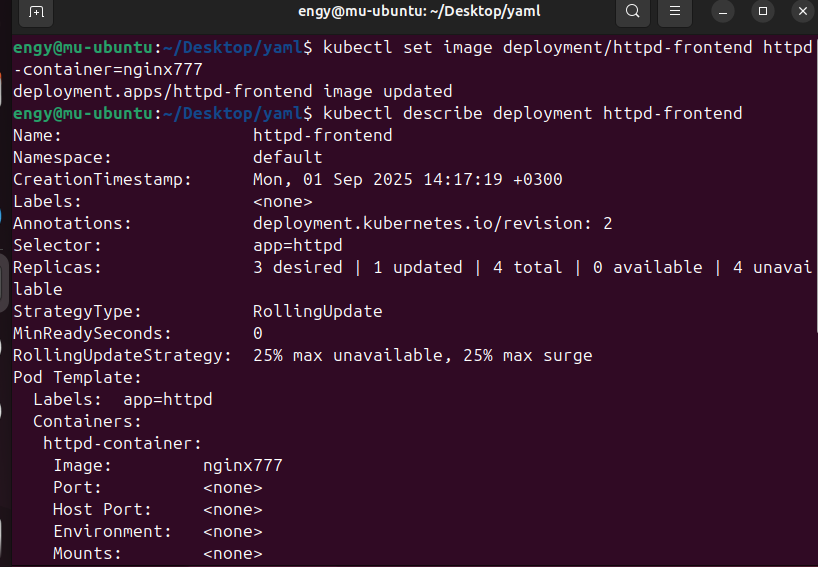 engy@mu-ubuntu: ~/Desktop/yaml
engy@mu-ubuntu:~/Desktop/yaml$ kubectl set image deployment/httpd-frontend httpd
-container=nginx777
deployment.apps/httpd-frontend image updated
engy@mu-ubuntu:~/Desktop/yaml$ kubectl describe deployment httpd-frontend
Name:                   httpd-frontend
Namespace:              default
CreationTimestamp:      Mon, 01 Sep 2025 14:17:19 +0300
Labels:                 <none>
Annotations:            deployment.kubernetes.io/revision: 2
Selector:               app=httpd
Replicas:               3 desired | 1 updated | 4 total | 0 available | 4 unavai
lable
StrategyType:           RollingUpdate
MinReadySeconds:        0
RollingUpdateStrategy:  25% max unavailable, 25% max surge
Pod Template:
  Labels:  app=httpd
  Containers:
   httpd-container:
    Image:         nginx777
    Port:          <none>
    Host Port:     <none>
    Environment:   <none>
    Mounts:        <none>